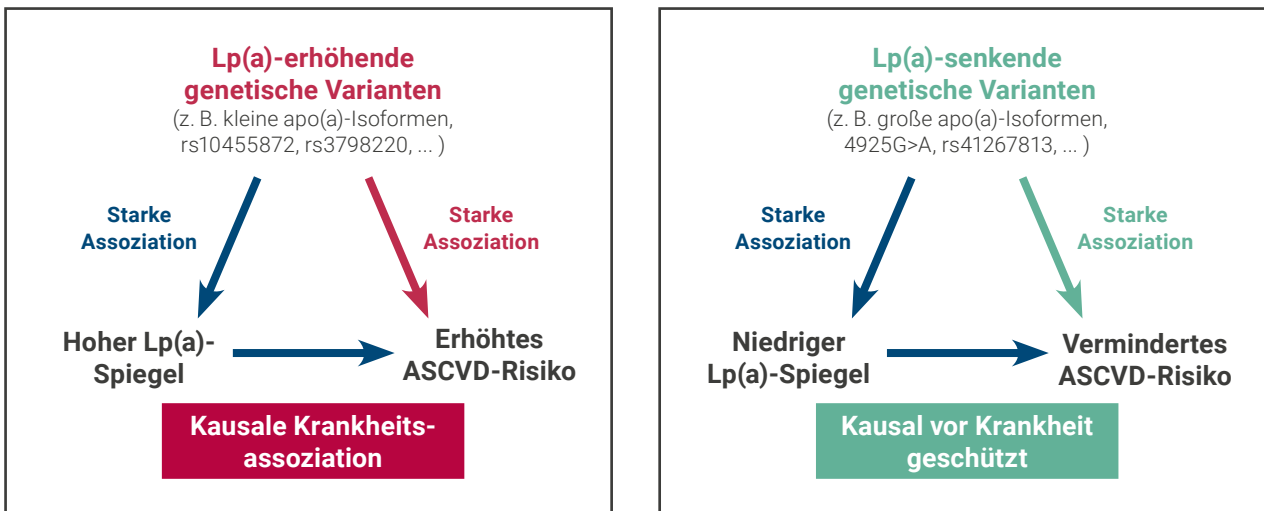 Lp(a)-erhöhende
genetische Varianten
(z. B. kleine apo(a)-Isoformen,
rs10455872, rs3798220, ... )
Starke
Assoziation
Starke
Assoziation
Hoher Lp(a)-
Spiegel
Erhöhtes
ASCVD-Risiko
Kausale Krankheits-
assoziation
Lp(a)-senkende
genetische Varianten
(z. B. große apo(a)-Isoformen,
4925G>A, rs41267813, ... )
Starke
Assoziation
Starke
Assoziation
Niedriger
Lp(a)-Spiegel
Vermindertes
ASCVD-Risiko
Kausal vor Krankheit
geschützt